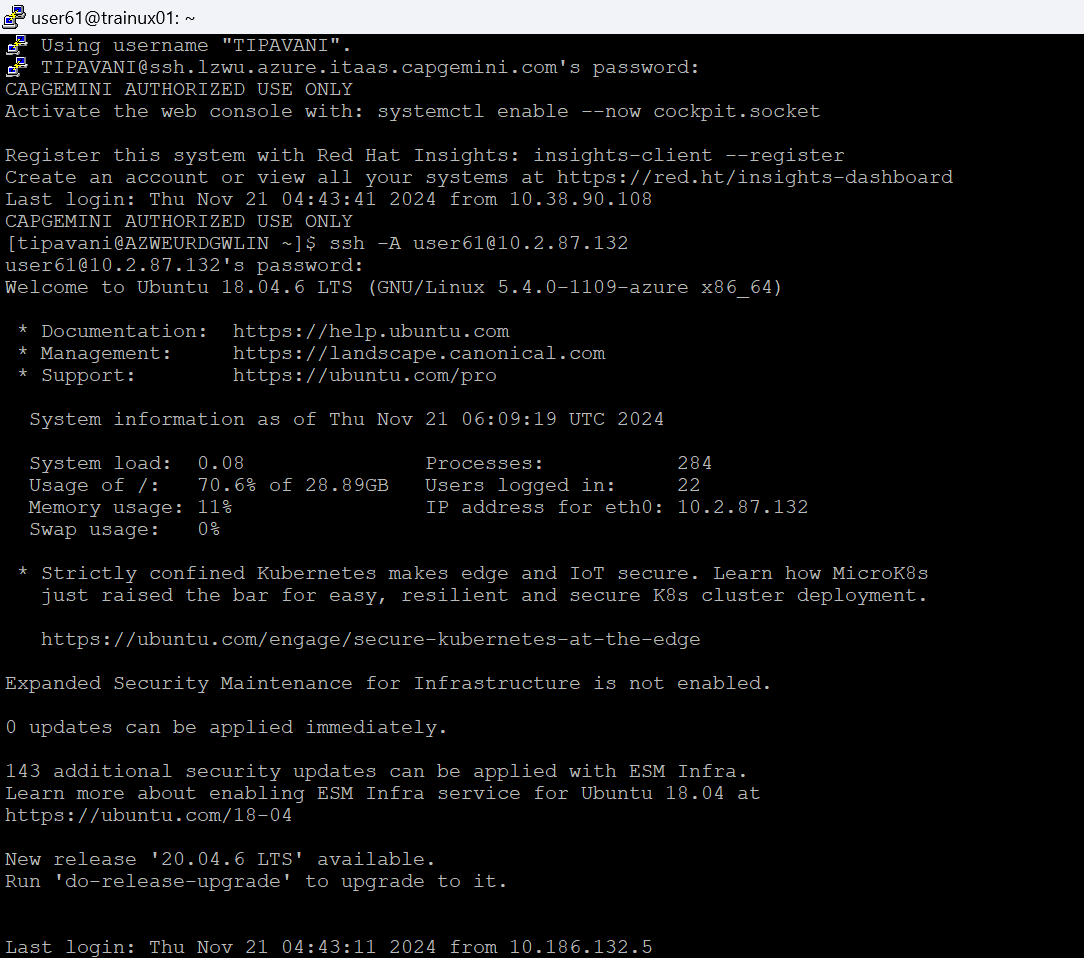 user61@trainux01: ~
Using username "TIPAVANI".
TIPAVANI@ssh.lzwu.azure.itaas.capgemini.com's password:
CAPGEMINI AUTHORIZED USE ONLY
Activate the web console with: systemctl enable --now cockpit.socket
Register this system with Red Hat Insights: insights-client --register
Create an account or view all your systems at https://red.ht/insights-dashboard
Last login: Thu Nov 21 04:43:41 2024 from 10.38.90.108
CAPGEMINI AUTHORIZED USE ONLY
[tipavani@AZWEURDGWLIN ~]$ ssh -A user61@10.2.87.132
user61@10.2.87.132's password:
Welcome to Ubuntu 18.04.6 LTS (GNU/Linux 5.4.0-1109-azure x86_64)
* Documentation:  https://help.ubuntu.com
* Management:     https://landscape.canonical.com
* Support:        https://ubuntu.com/pro
System information as of Thu Nov 21 06:09:19 UTC 2024
System load:  0.08               Processes:           284
Usage of /:   70.6% of 28.89GB   Users logged in:     22
Memory usage: 11%                IP address for eth0: 10.2.87.132
Swap usage:   0%
* Strictly confined Kubernetes makes edge and IoT secure. Learn how MicroK8s
just raised the bar for easy, resilient and secure K8s cluster deployment.
https://ubuntu.com/engage/secure-kubernetes-at-the-edge
Expanded Security Maintenance for Infrastructure is not enabled.
0 updates can be applied immediately.
143 additional security updates can be applied with ESM Infra.
Learn more about enabling ESM Infra service for Ubuntu 18.04 at
https://ubuntu.com/18-04
New release '20.04.6 LTS' available.
Run 'do-release-upgrade' to upgrade to it.
Last login: Thu Nov 21 04:43:11 2024 from 10.186.132.5